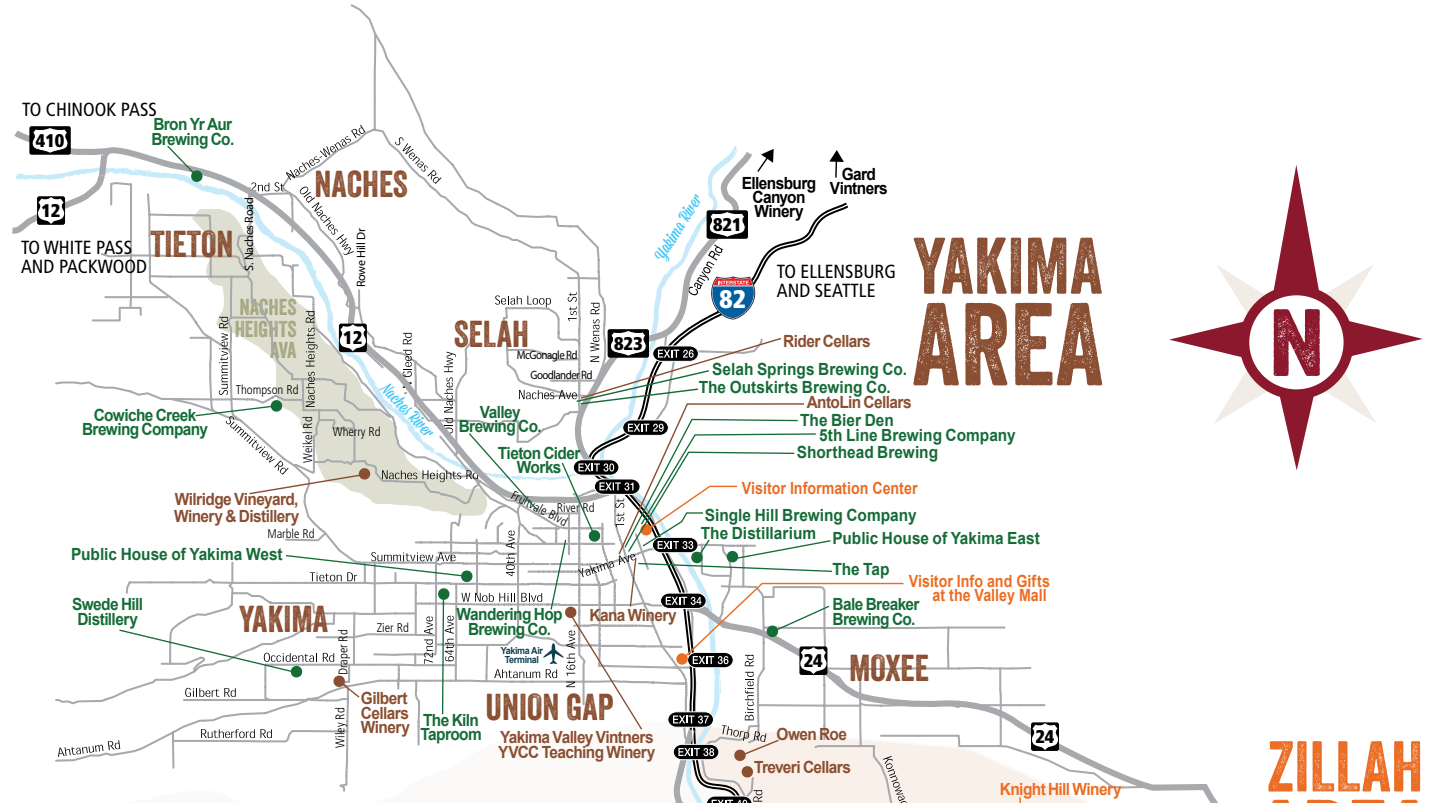 TO CHINOOK PASS
410
Bron Yr Aur
Brewing Co.
12
TO WHITE PASS
AND PACKWOOD
TIETON
NACHES
Naches-Wenas Rd
S Wenas Rd
2nd St
Old Naches Hwy
S. Naches Road
Rowe Hill Dr
NACHES
HEIGHTS
AVA
12
Summitview Rd
Naches Heights Rd
Thompson Rd
N Gleed Rd
Old Naches Hwy
Naches River
Cowiche Creek
Brewing Company
Summitview Rd
Weikel Rd
Wherry Rd
Naches Heights Rd
Wilridge Vineyard,
Winery & Distillery
Marble Rd
SELAH
Selah Loop
1st St
N Wenas Rd
McGonagle Rd
Goodlander Rd
Naches Ave
Yakima River
Canyon Rd
821
823
INTERSTATE
82
Ellensburg
Canyon
Winery
Gard
Vintners
TO ELLENSBURG
AND SEATTLE
YAKIMA
AREA
N
EXIT 26
EXIT 29
EXIT 30
EXIT 31
Rider Cellars
Selah Springs Brewing Co.
The Outskirts Brewing Co.
AntoLin Cellars
The Bier Den
5th Line Brewing Company
Shorthead Brewing
Visitor Information Center
Single Hill Brewing Company
The Distillarium
Public House of Yakima East
The Tap
Visitor Info and Gifts
at the Valley Mall
Bale Breaker
Brewing Co.
Valley
Brewing Co.
Tieton Cider
Works
Fruitvale Blvd
River Rd
1st St
EXIT 33
Yakima Ave
Public House of Yakima West
Summitview Ave
40th Ave
Tieton Dr
W Nob Hill Blvd
EXIT 34
Swede Hill
Distillery
YAKIMA
Wandering Hop
Brewing Co.
Kana Winery
Zier Rd
72nd Ave
64th Ave
Draper Rd
N 16th Ave
Yakima Air
Terminal
Occidental Rd
Ahtanum Rd
EXIT 36
24
MOXEE
Birchfield Rd
Gilbert Rd
Gilbert
Cellars
Winery
The Kiln
Taproom
UNION GAP
Yakima Valley Vintners
YVCC Teaching Winery
EXIT 37
EXIT 38
Thorp Rd
Owen Roe
Treveri Cellars
Wiley Rd
Rutherford Rd
Ahtanum Rd
24
Knight Hill Winery
ZILLAH